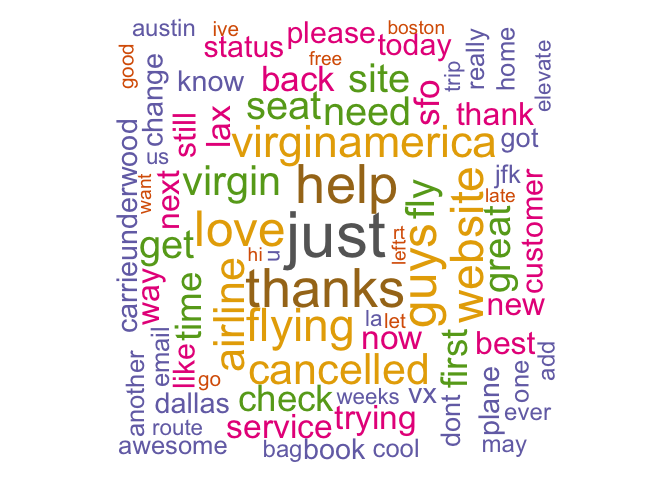 austin
ive
please
boston
good
status
free
today
really
home
elevate
change
know
back
site
trip
seat
need
sfo
thank
still
lax
us
virginamerica
got
carrieunderwood
want
next
virgin
help
fly
jfk
late
customer
love
just
left
rt
guys
website
great
get
hi
u
way
time
airline
thanks
new
flying
la
let
now
first
best
another
email
like
go
cancelled
add
dallas
check
weeks
vx
dont
plane
one
ever
route
service
trying
awesome
bag
book
cool
may